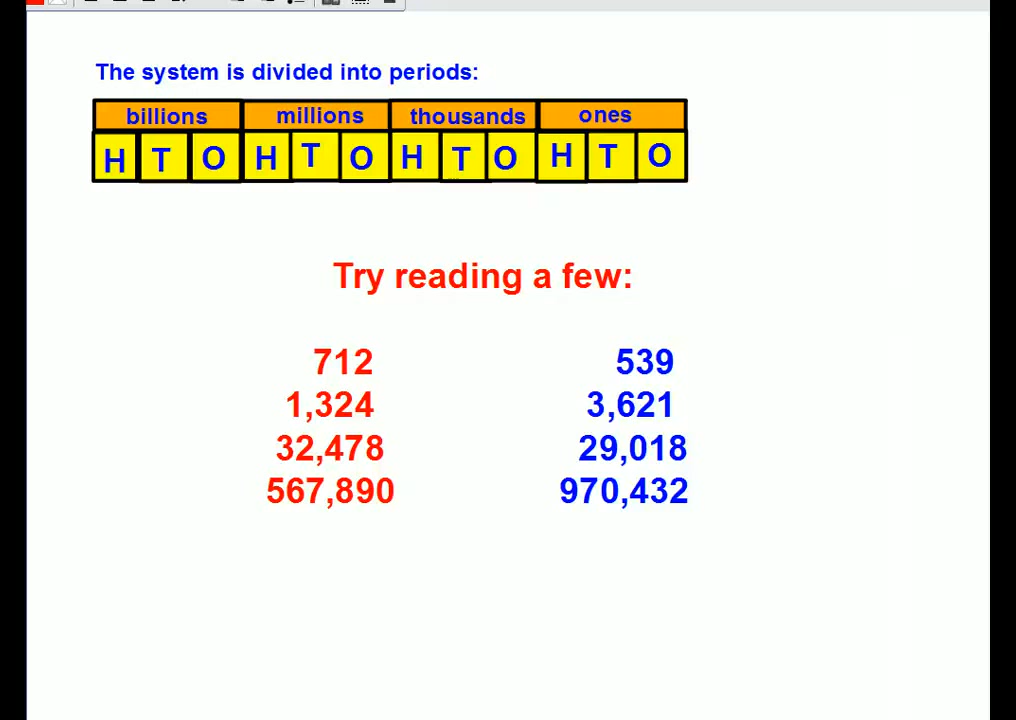 The system is divided into periods:
billions millions thousands ones
H T O H T O H T O H T O
Try reading a few:
712 539
1,324 3,621
32,478 29,018
567,890 970,432